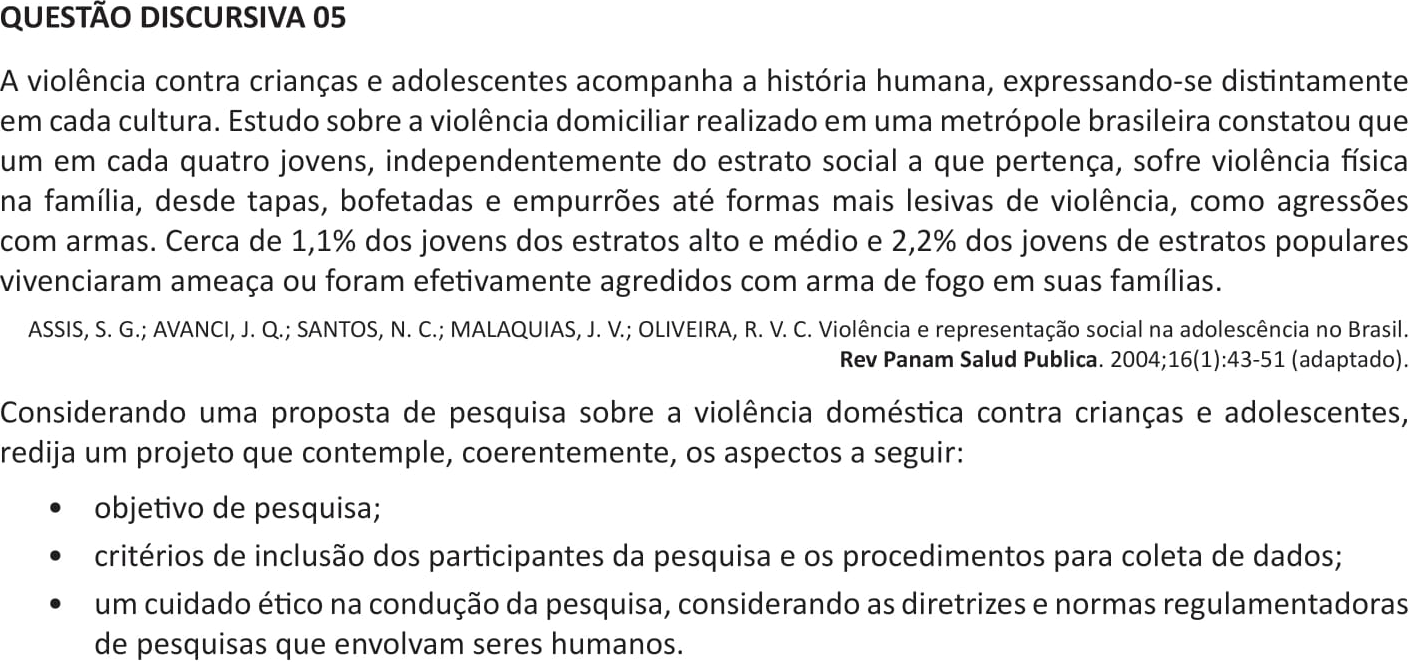 QUESTÃO DISCURSIVA 05
A violência contra crianças e adolescentes acompanha a história humana, expressando-se distintamente
em cada cultura. Estudo sobre a violência domiciliar realizado em uma metrópole brasileira constatou que
um em cada quatro jovens, independentemente do estrato social a que pertença, sofre violência física
na família, desde tapas, bofetadas e empurrões até formas mais lesivas de violência, como agressões
com armas. Cerca de 1,1% dos jovens dos estratos alto e médio e 2,2% dos jovens de estratos populares
vivenciaram ameaça ou foram efetivamente agredidos com arma de fogo em suas famílias.
ASSIS, S. G.; AVANCI, J. Q.; SANTOS, N. C.; MALAQUIAS, J. V.; OLIVEIRA, R. V. C. Violência e representação social na adolescência no Brasil.
Rev Panam Salud Publica. 2004;16(1):43-51 (adaptado).
Considerando uma proposta de pesquisa sobre a violência doméstica contra crianças e adolescentes,
redija um projeto que contemple, coerentemente, os aspectos a seguir:
• objetivo de pesquisa;
• critérios de inclusão dos participantes da pesquisa e os procedimentos para coleta de dados;
• um cuidado ético na condução da pesquisa, considerando as diretrizes e normas regulamentadoras
de pesquisas que envolvam seres humanos.